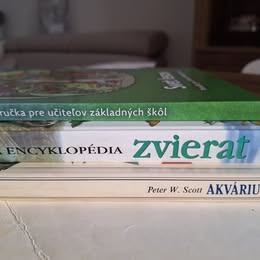 ručka pre učiteľov základných škôl
ENCYKLOPÉDIA zvierat
Peter W. Scott AKVÁRIU